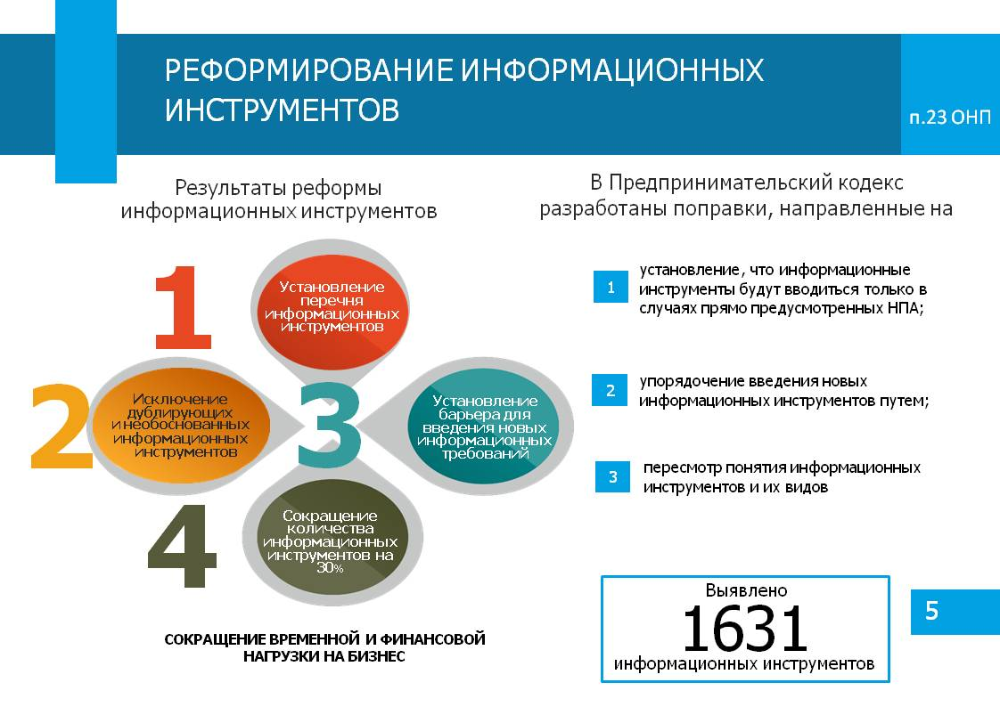 РЕФОРМИРОВАНИЕ ИНФОРМАЦИОННЫХ
ИНСТРУМЕНТОВ
п.23 ОНП
Результаты реформы
информационных инструментов
1
Установление
перечня
информационных
инструментов
2
Исключение
дублирующих
и необоснованных
информационных
инструментов
3
Установление
барьера для
введения новых
информационных
требований
4
Сокращение
количества
информационных
инструментов на
30%
СОКРАЩЕНИЕ ВРЕМЕННОЙ И ФИНАНСОВОЙ
НАГРУЗКИ НА БИЗНЕС
В Предпринимательский кодекс
разработаны поправки, направленные на
1
установление, что информационные
инструменты будут вводиться только в
случаях прямо предусмотренных НПА;
2
упорядочение введения новых
информационных инструментов путем;
3
пересмотр понятия информационных
инструментов и их видов
Выявлено
1631
информационных инструментов
5